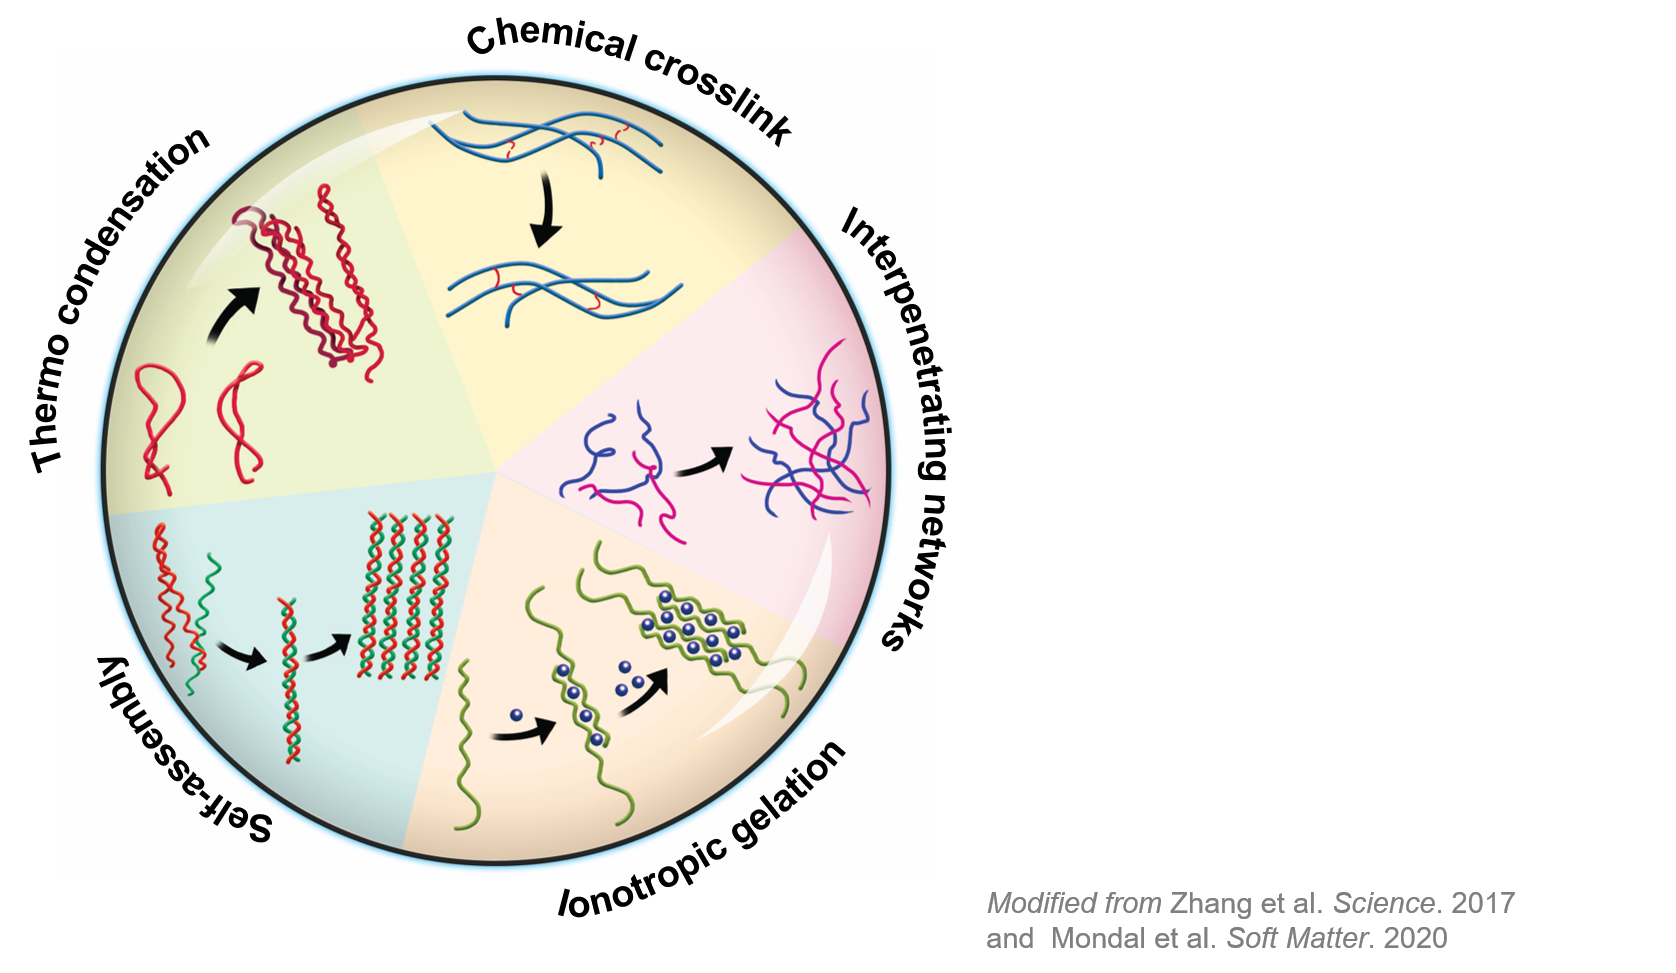 Chemical crosslink
Interpenetrating networks
Ionotropic gelation
Self-assembly
Thermo condensation
Modified from Zhang et al. Science. 2017
and  Mondal et al. Soft Matter. 2020